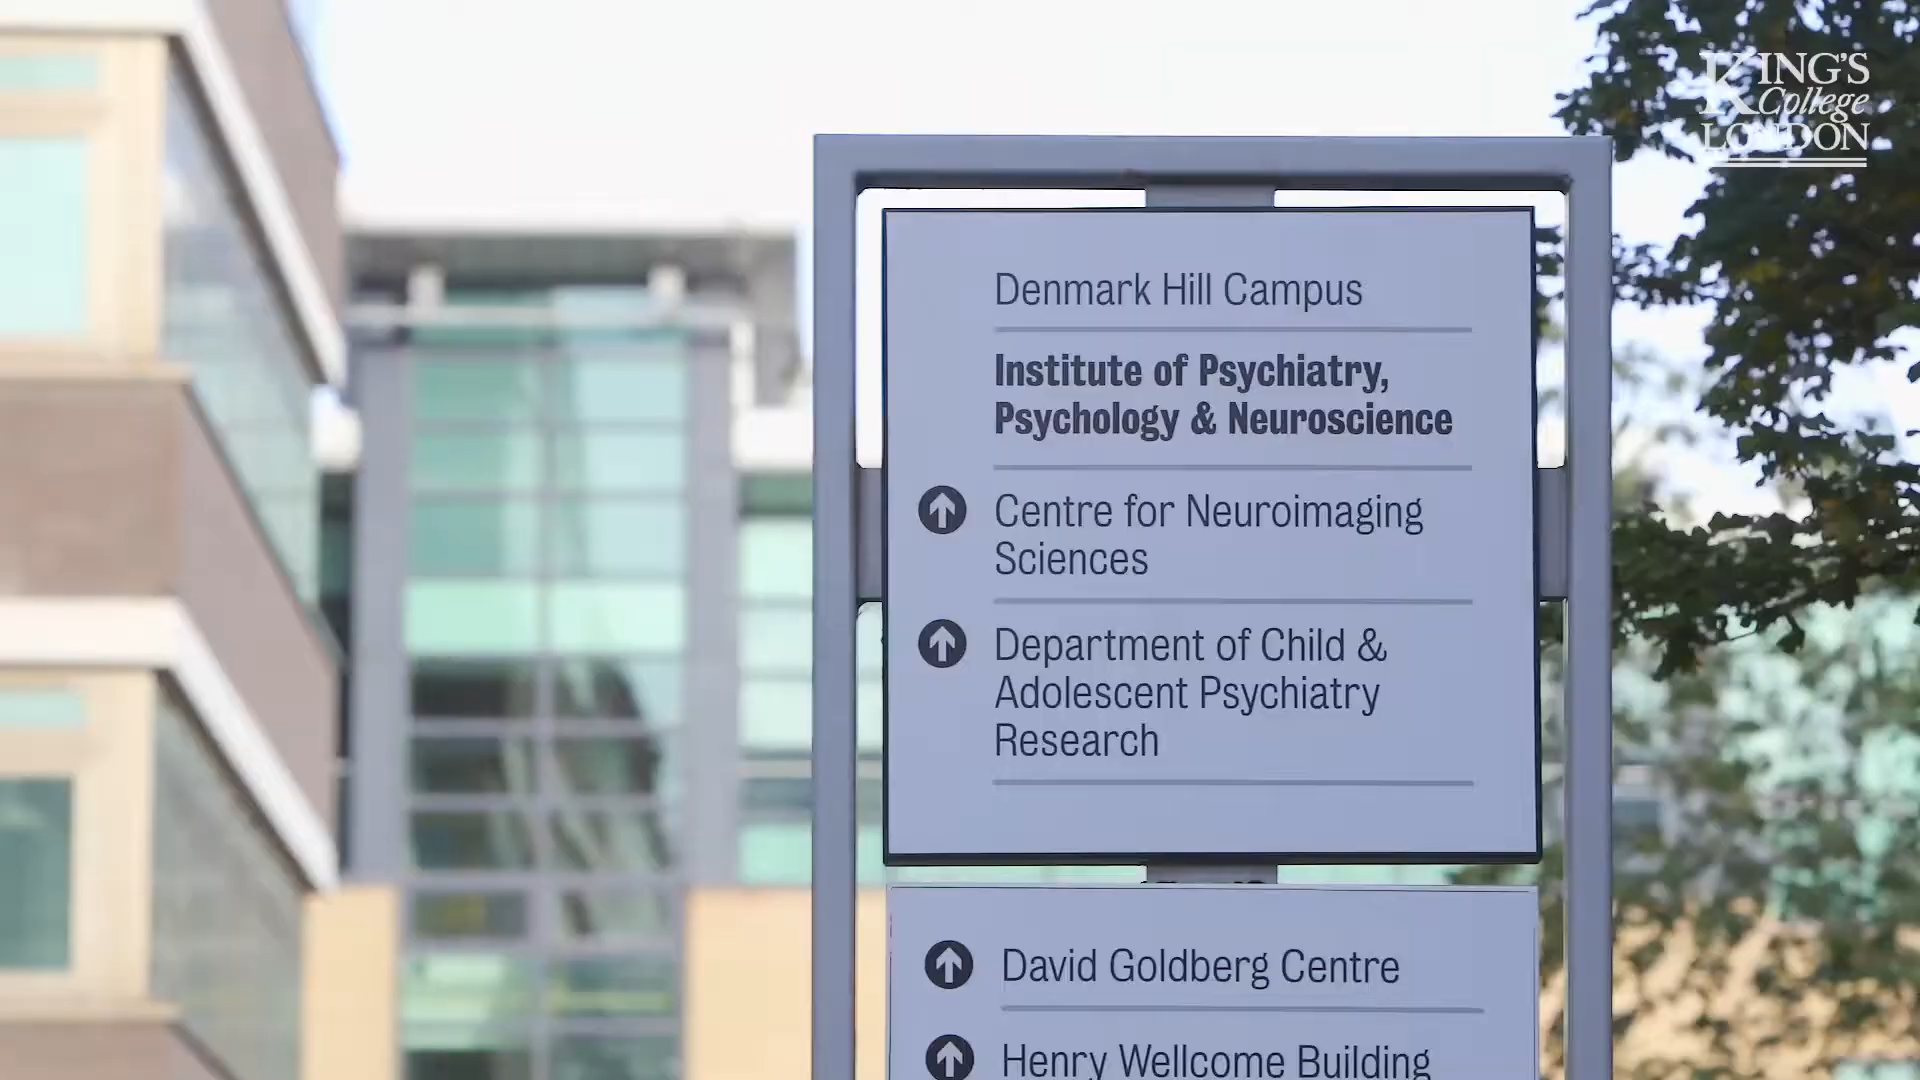 KING'S
College
LONDON
Denmark Hill Campus
Institute of Psychiatry,
Psychology & Neuroscience
Centre for Neuroimaging
Sciences
Department of Child &
Adolescent Psychiatry
Research
David Goldberg Centre
Henry Wellcome Building